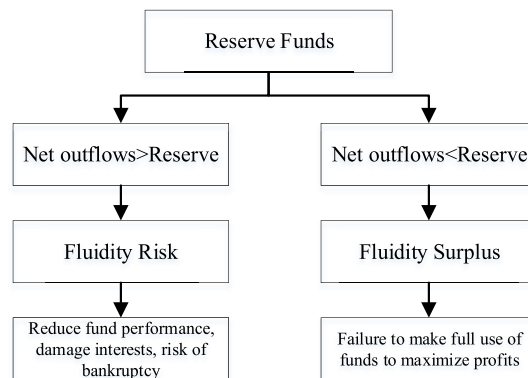 Reserve Funds
Net outflows>Reserve
Net outflows<Reserve
Fluidity Risk
Fluidity Surplus
Reduce fund performance,
damage interests, risk of
bankruptcy
Failure to make full use of
funds to maximize profits